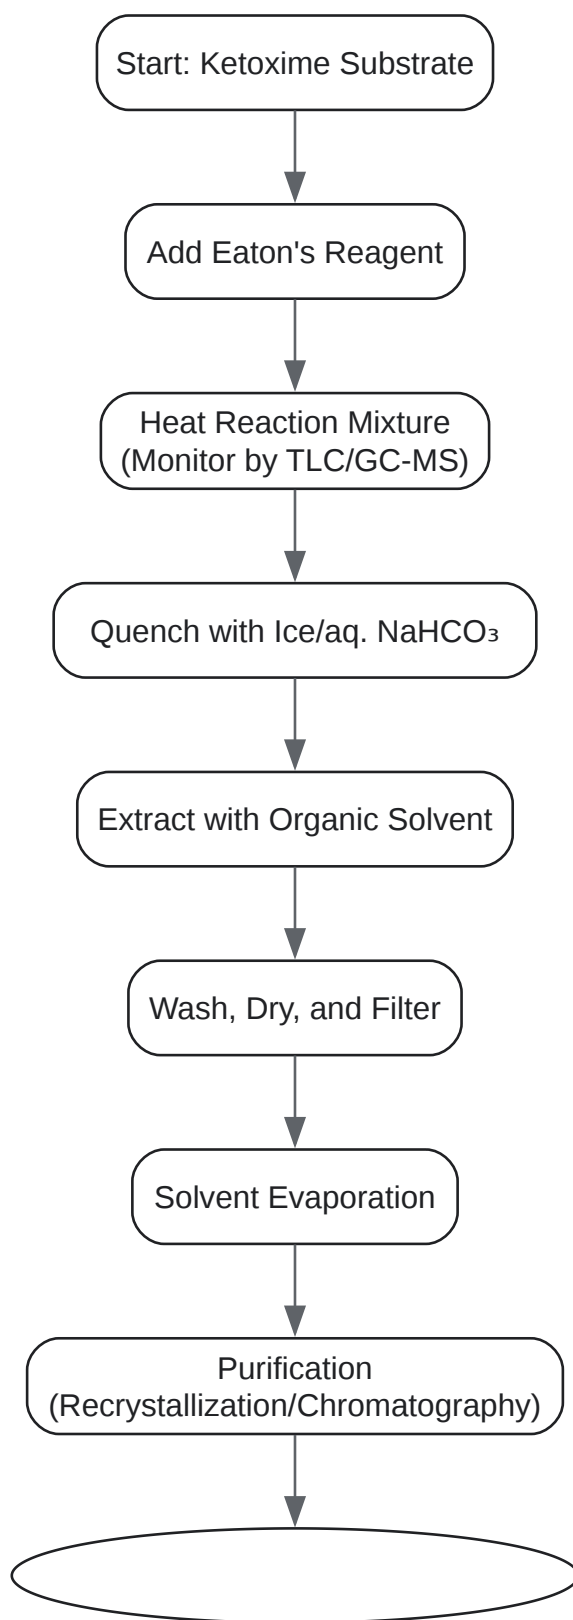 Start: Ketoxime Substrate
Add Eaton's Reagent
Heat Reaction Mixture
(Monitor by TLC/GC-MS)
Quench with Ice/aq. NaHCO₃
Extract with Organic Solvent
Wash, Dry, and Filter
Solvent Evaporation
Purification
(Recrystallization/Chromatography)